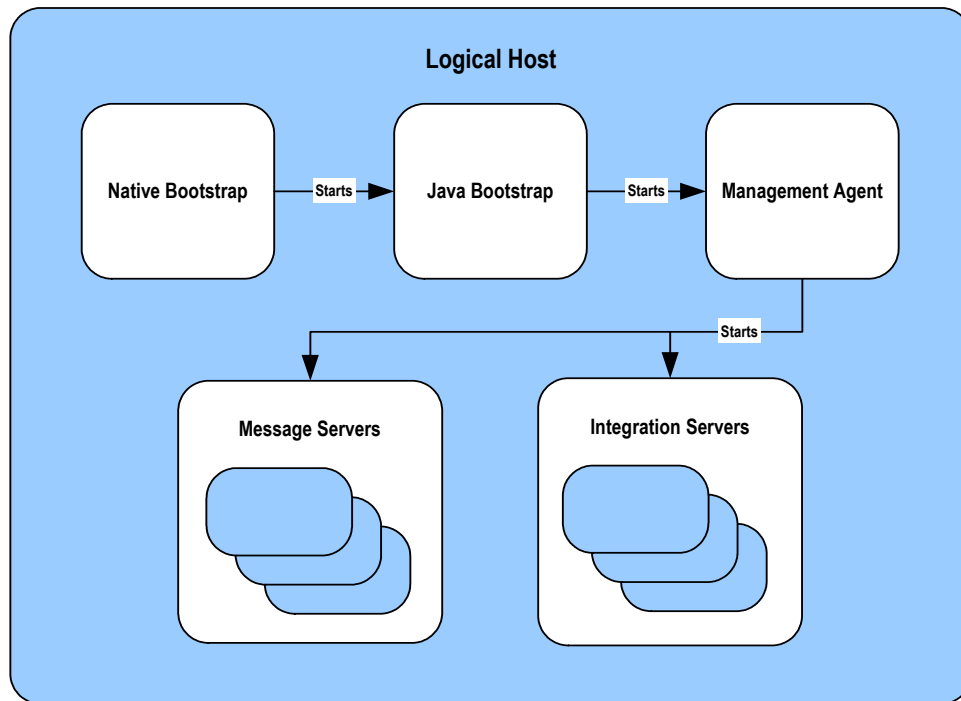 Logical Host
Native Bootstrap
Starts
Java Bootstrap
Starts
Management Agent
Starts
Message Servers
Integration Servers